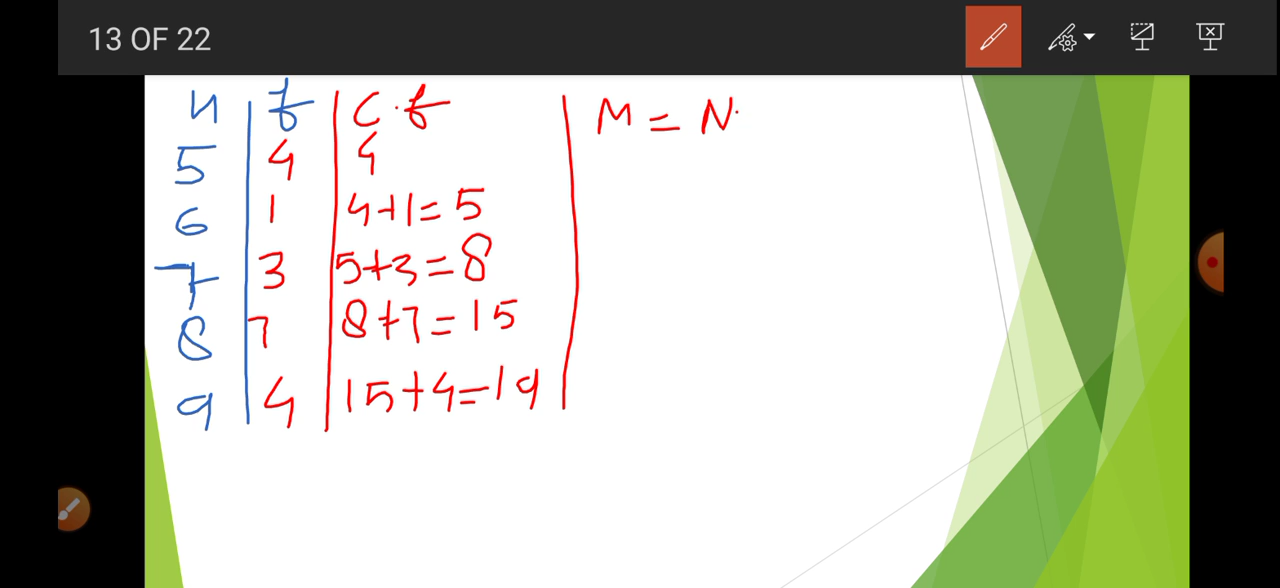 13 OF 22
x f c.f M = N
5 4 4
6 1 4+1=5
7 3 5+3=8
8 7 8+7=15
9 4 15+4=19